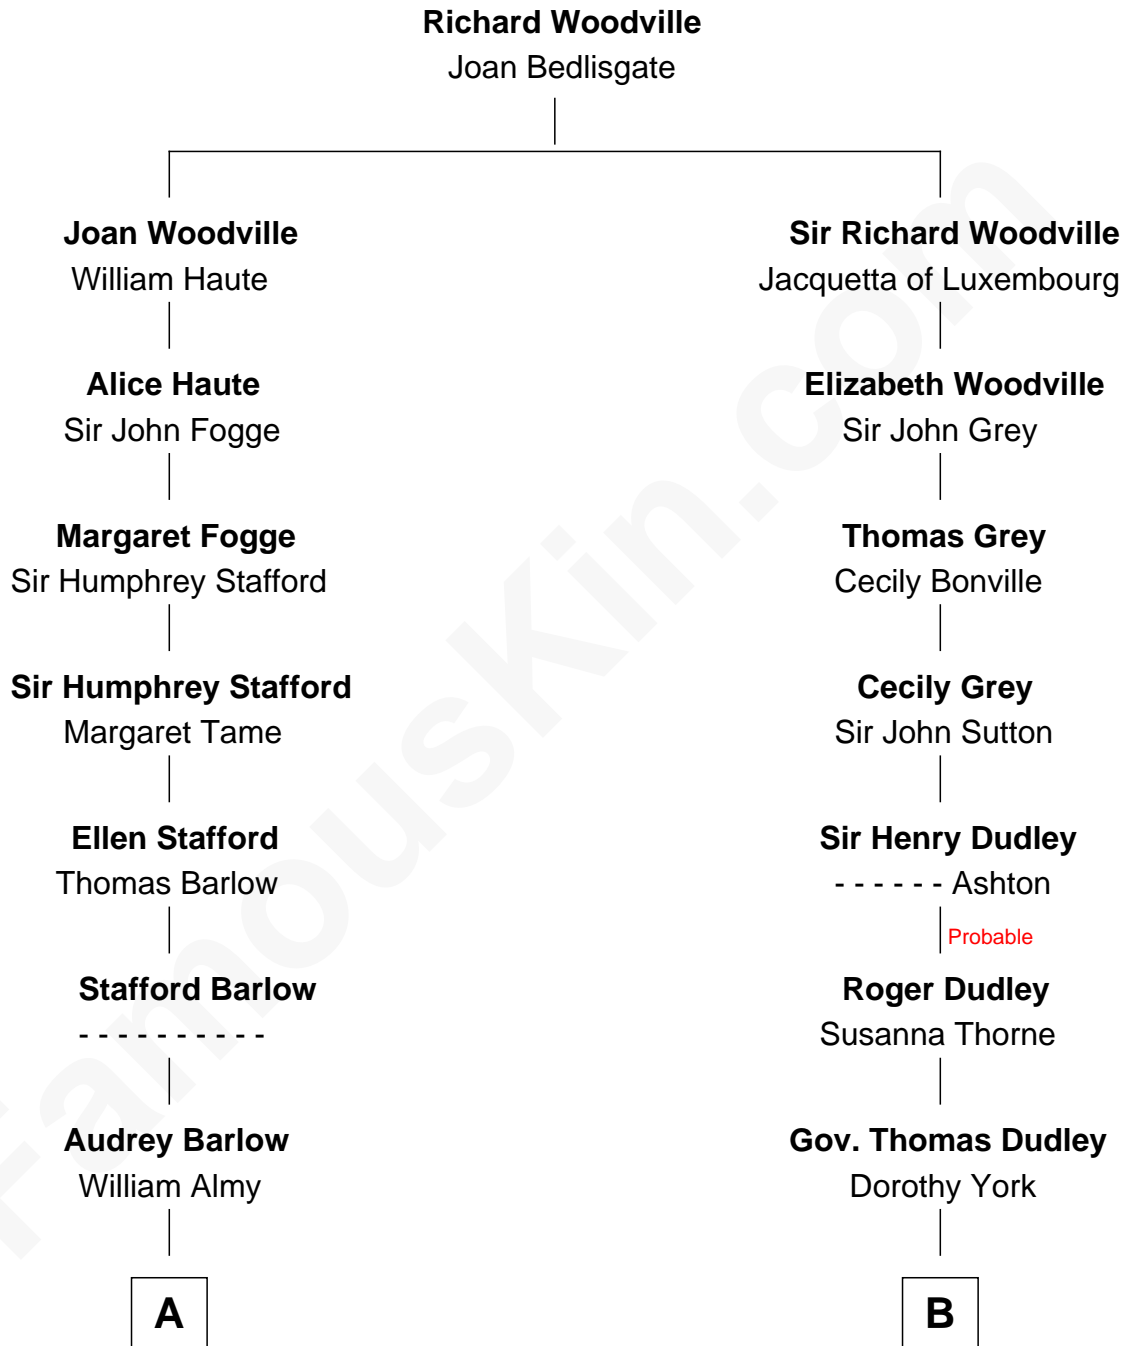 Richard Woodville
Joan Bedlisgate
Joan Woodville
William Haute
Alice Haute
Sir John Fogge
Margaret Fogge
Sir Humphrey Stafford
Sir Humphrey Stafford
Margaret Tame
Ellen Stafford
Thomas Barlow
Stafford Barlow
- - - - - - - - - -
Audrey Barlow
William Almy
A
Sir Richard Woodville
Jacquetta of Luxembourg
Elizabeth Woodville
Sir John Grey
Thomas Grey
Cecily Bonville
Cecily Grey
Sir John Sutton
Sir Henry Dudley
- - - - - - Ashton
Probable
Roger Dudley
Susanna Thorne
Gov. Thomas Dudley
Dorothy York
B
FamousKin.com